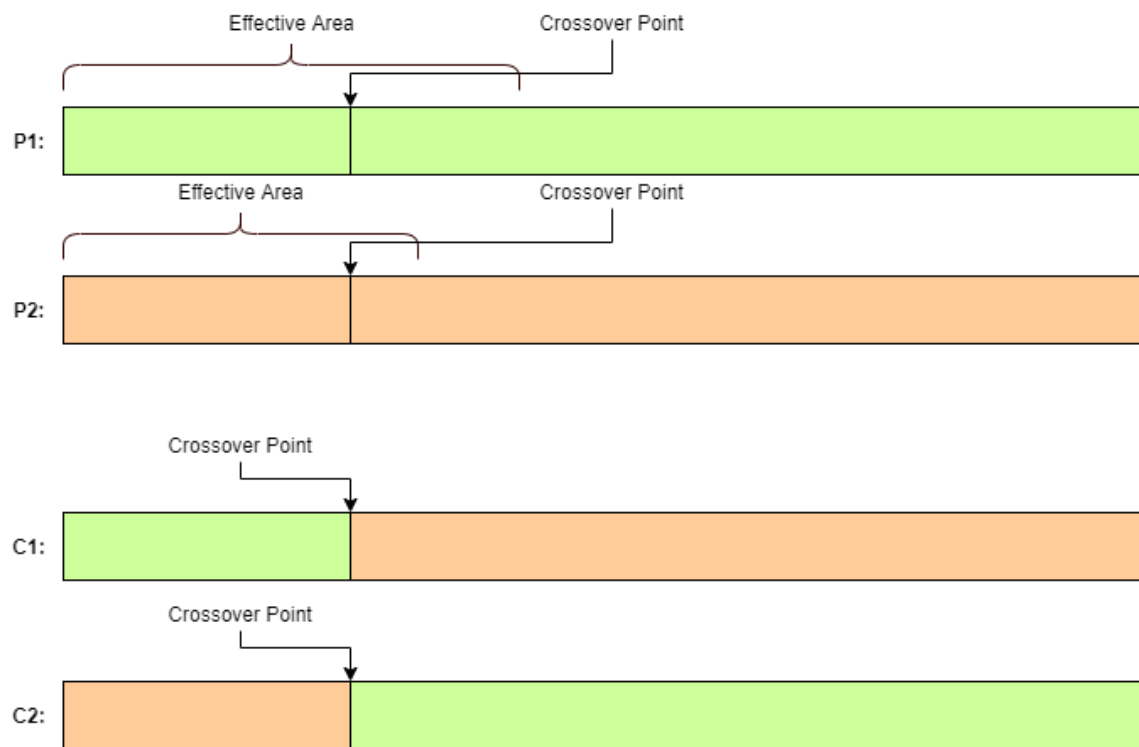 Effective Area Crossover Point
P1:
Effective Area Crossover Point
P2:
Crossover Point
C1:
Crossover Point
C2: